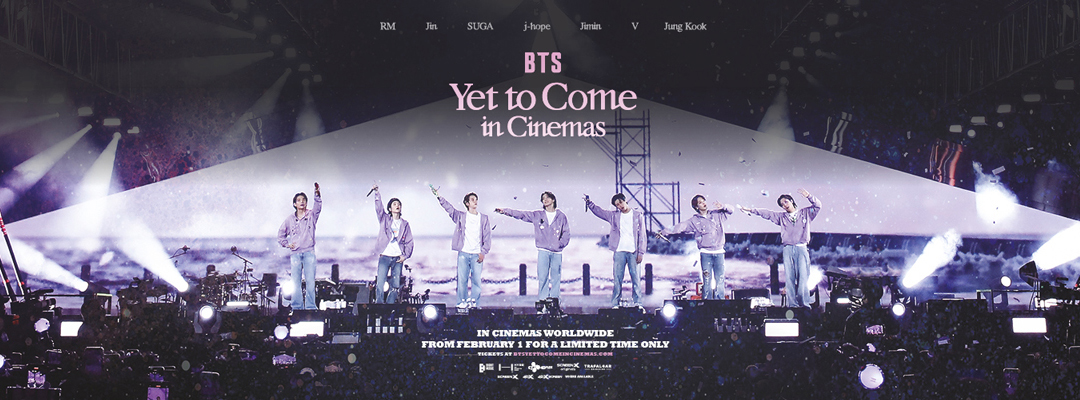 RM Jin SUGA j-hope Jimin V Jung Kook
BTS
Yet to Come
in Cinemas
IN CINEMAS WORLDWIDE
FROM FEBRUARY 1 FOR A LIMITED TIME ONLY
TICKETS AT BTSYETTOCOMEINCINEMAS.COM
TRAFALGAR